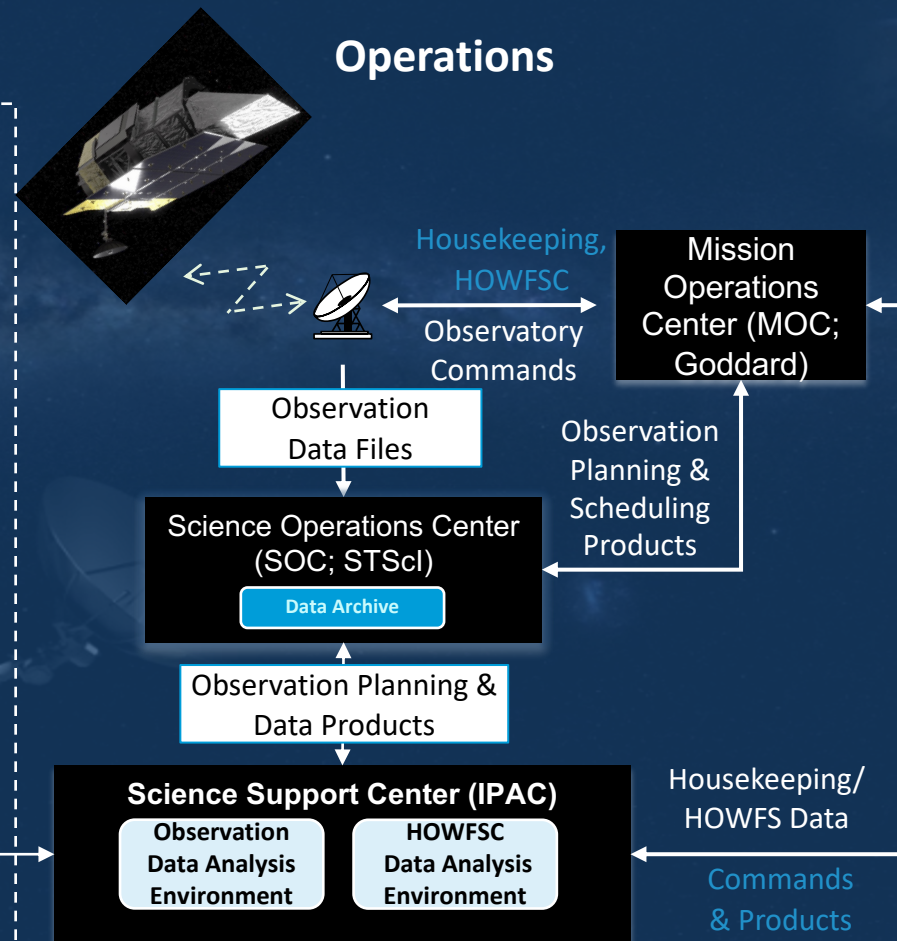 Operations
Housekeeping,
HOWFSC
Observatory
Commands
Mission
Operations
Center (MOC;
Goddard)
Observation
Data Files
Observation
Planning &
Scheduling
Products
Science Operations Center
(SOC; STScI)
Data Archive
Observation Planning &
Data Products
Science Support Center (IPAC)
Observation
Data Analysis
Environment
HOWFSC
Data Analysis
Environment
Housekeeping/
HOWFS Data
Commands
& Products